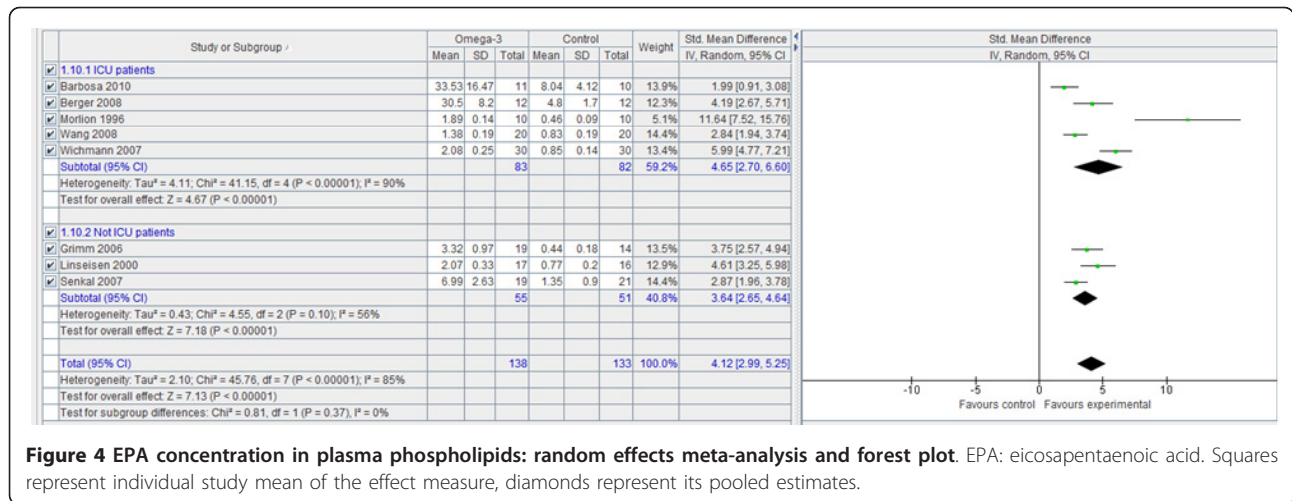 Study or Subgroup Omega-3 Control Weight Std. Mean Difference Std. Mean Difference
Mean SD Total Mean SD Total IV, Random, 95% CI IV, Random, 95% CI
1.10.1 ICU patients
Barbosa 2010 33.53 16.47 11 8.04 4.12 10 13.9% 1.99 [0.91, 3.08]
Berger 2008 30.5 8.2 12 4.8 1.7 12 12.3% 4.19 [2.67, 5.71]
Morlion 1996 1.89 0.14 10 0.46 0.09 10 5.1% 11.64 [7.52, 15.76]
Wang 2008 1.38 0.19 20 0.83 0.19 20 14.4% 2.84 [1.94, 3.74]
Wichmann 2007 2.08 0.25 30 0.85 0.14 30 13.4% 5.99 [4.77, 7.21]
Subtotal (95% CI) 83 82 59.2% 4.65 [2.70, 6.60]
Heterogeneity: Tau² = 4.11; Chi² = 41.15, df = 4 (P < 0.00001); I² = 90%
Test for overall effect: Z = 4.67 (P < 0.00001)
1.10.2 Not ICU patients
Grimm 2006 3.32 0.97 19 0.44 0.18 14 13.5% 3.75 [2.57, 4.94]
Linseisen 2000 2.07 0.33 17 0.77 0.2 16 12.9% 4.61 [3.25, 5.98]
Senkal 2007 6.99 2.63 19 1.35 0.9 21 14.4% 2.87 [1.96, 3.78]
Subtotal (95% CI) 55 51 40.8% 3.64 [2.65, 4.64]
Heterogeneity: Tau² = 0.43; Chi² = 4.55, df = 2 (P = 0.10); I² = 56%
Test for overall effect: Z = 7.18 (P < 0.00001)
Total (95% CI) 138 133 100.0% 4.12 [2.99, 5.25]
Heterogeneity: Tau² = 2.10; Chi² = 45.76, df = 7 (P < 0.00001); I² = 85%
Test for overall effect: Z = 7.13 (P < 0.00001)
Test for subgroup differences: Chi² = 0.81, df = 1 (P = 0.37), I² = 0%
-10 -5 0 5 10
Favours control Favours experimental
Figure 4 EPA concentration in plasma phospholipids: random effects meta-analysis and forest plot. EPA: eicosapentaenoic acid. Squares
represent individual study mean of the effect measure, diamonds represent its pooled estimates.